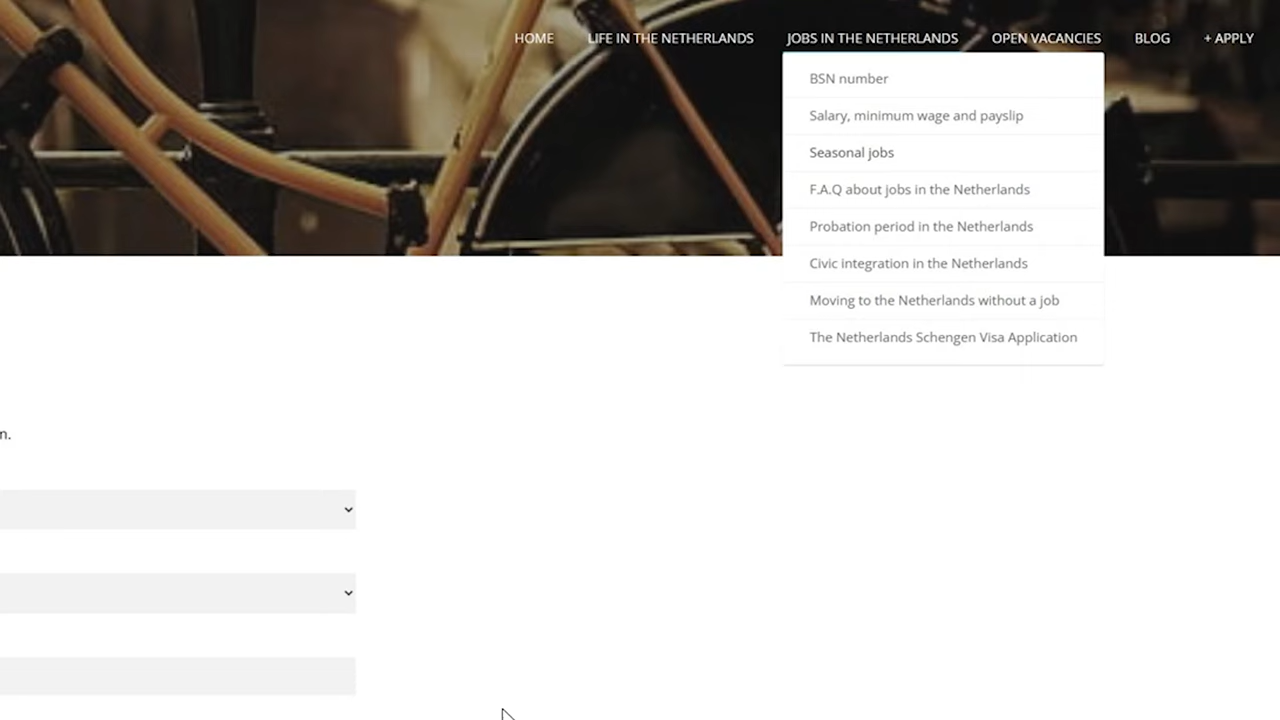 HOME LIFE IN THE NETHERLANDS JOBS IN THE NETHERLANDS OPEN VACANCIES BLOG + APPLY
BSN number
Salary, minimum wage and payslip
Seasonal jobs
F.A.Q about jobs in the Netherlands
Probation period in the Netherlands
Civic integration in the Netherlands
Moving to the Netherlands without a job
The Netherlands Schengen Visa Application